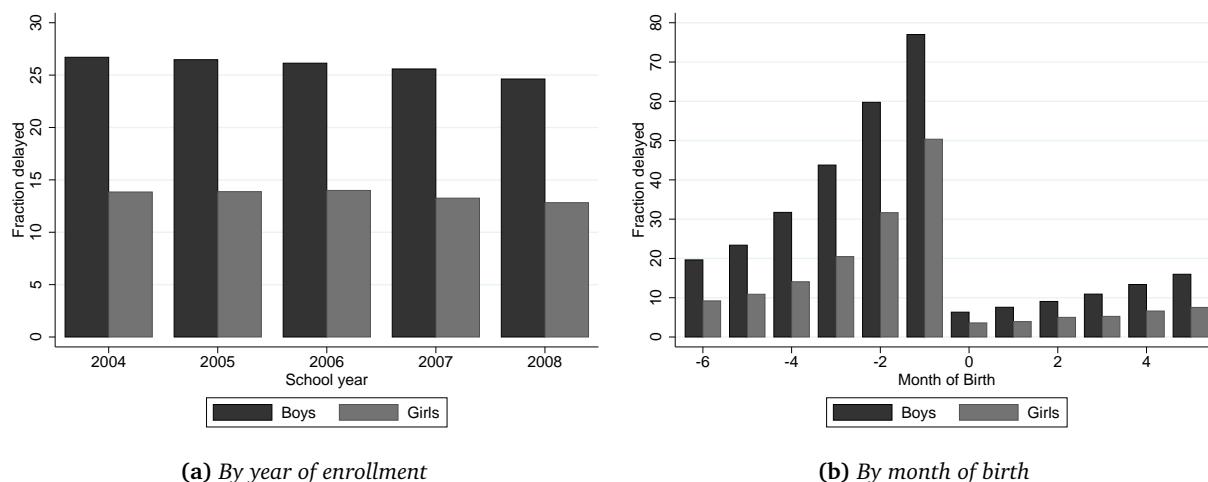 Fraction delayed
0 5 10 15 20 25 30
2004 2005 2006 2007 2008
School year
Boys Girls
(a) By year of enrollment
Fraction delayed
0 10 20 30 40 50 60 70 80
-6 -4 -2 0 2 4
Month of Birth
Boys Girls
(b) By month of birth